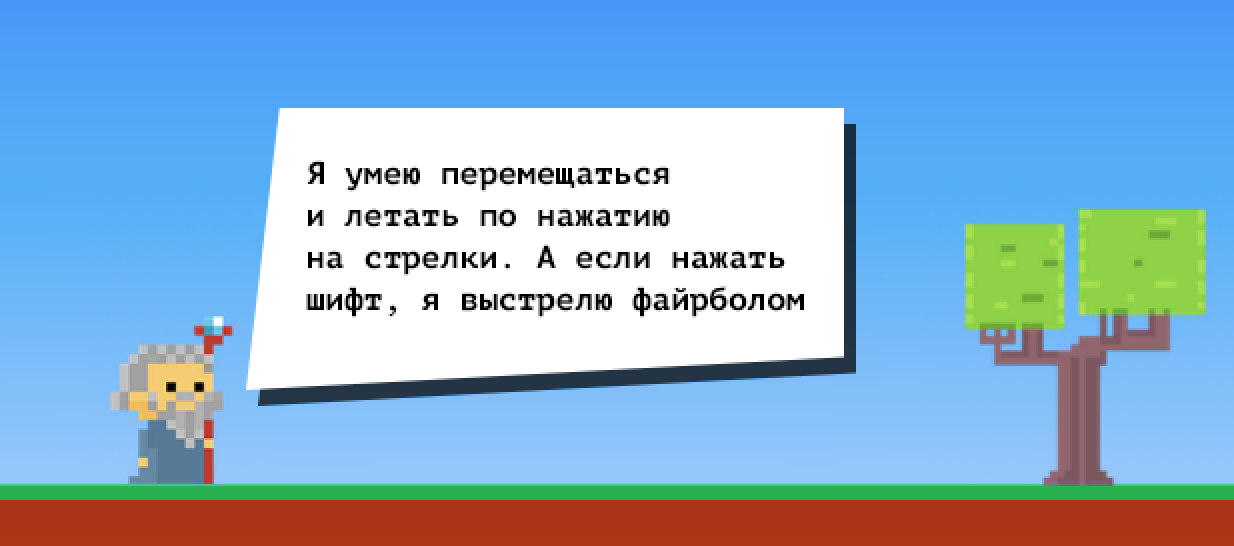 Я умею перемещаться
и летать по нажатию
на стрелки. А если нажать
шифт, я выстрелю файрболом